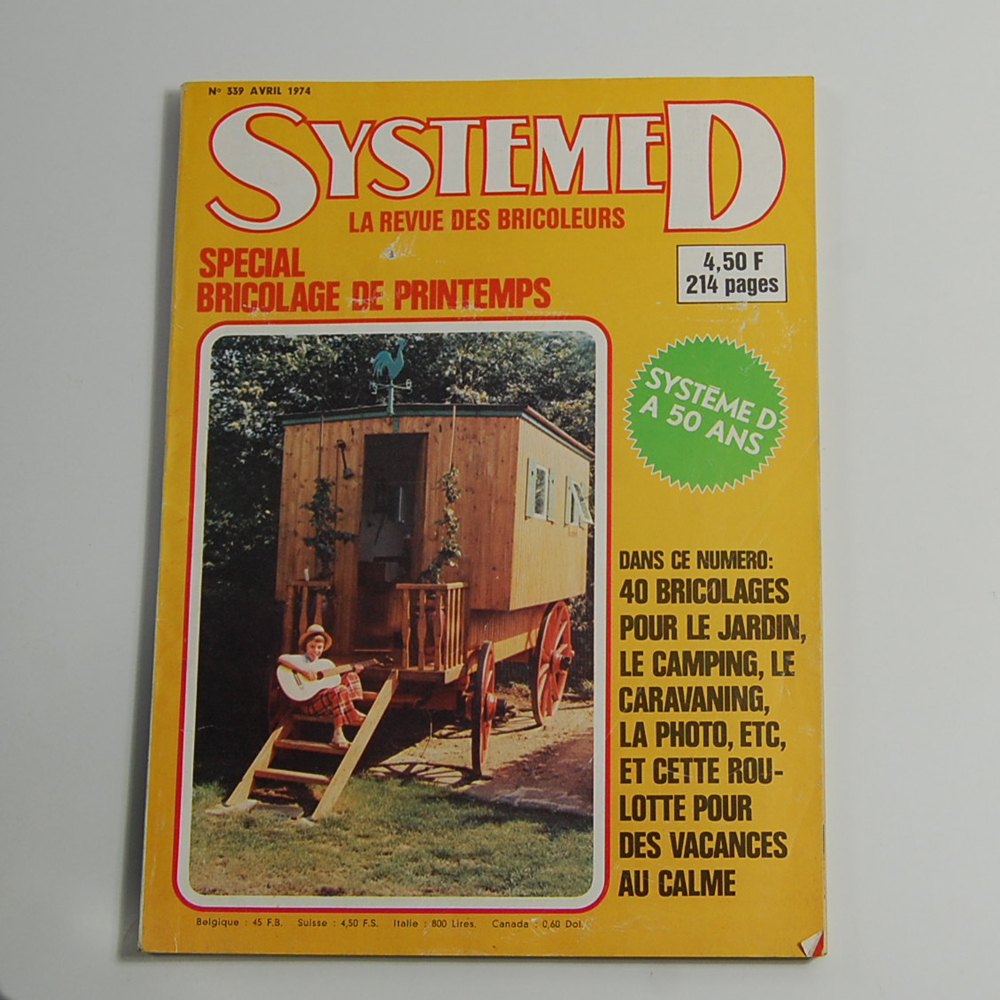 Nº 339 AVRIL 1974
SYSTEME D
LA REVUE DES BRICOLEURS
SPECIAL
BRICOLAGE DE PRINTEMPS
4,50 F
214 pages
SYSTÈME D
A 50 ANS
DANS CE NUMERO:
40 BRICOLAGES
POUR LE JARDIN,
LE CAMPING, LE
CARAVANING,
LA PHOTO, ETC,
ET CETTE ROU-
LOTTE POUR
DES VACANCES
AU CALME
Belgique : 45 F.B. Suisse : 4,50 F.S. Italie : 800 Lires. Canada : 0,60 Dol.